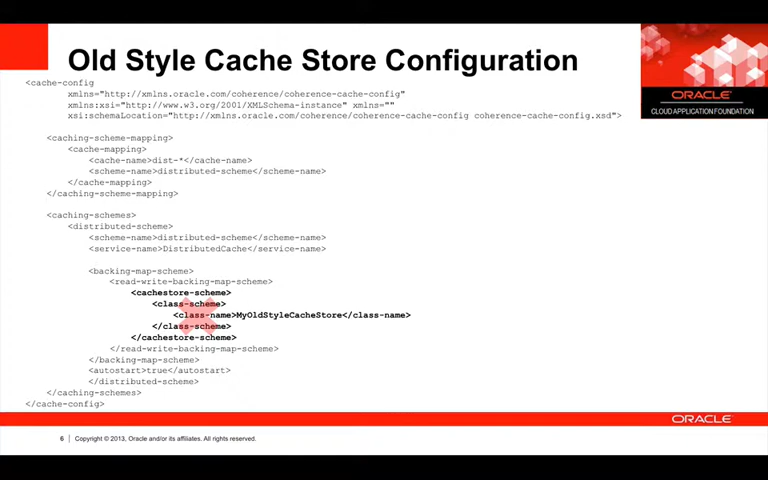 Old Style Cache Store Configuration
<cache-config
xmlns="http://xmlns.oracle.com/coherence/coherence-cache-config"
xmlns:xsi="http://www.w3.org/2001/XMLSchema-instance" xmlns=""
xsi:schemaLocation="http://xmlns.oracle.com/coherence/coherence-cache-config coherence-cache-config.xsd">
<caching-scheme-mapping>
<cache-mapping>
<cache-name>dist-*</cache-name>
<scheme-name>distributed-scheme</scheme-name>
</cache-mapping>
</caching-scheme-mapping>
<caching-schemes>
<distributed-scheme>
<scheme-name>distributed-scheme</scheme-name>
<service-name>DistributedCache</service-name>
<backing-map-scheme>
<read-write-backing-map-scheme>
<cachestore-scheme>
<class-scheme>
<class-name>MyOldStyleCacheStore</class-name>
</class-scheme>
</cachestore-scheme>
</read-write-backing-map-scheme>
</backing-map-scheme>
<autostart>true</autostart>
</distributed-scheme>
</caching-schemes>
</cache-config>
ORACLE
CLOUD APPLICATION FOUNDATION
ORACLE
6 | Copyright © 2013, Oracle and/or its affiliates. All rights reserved.